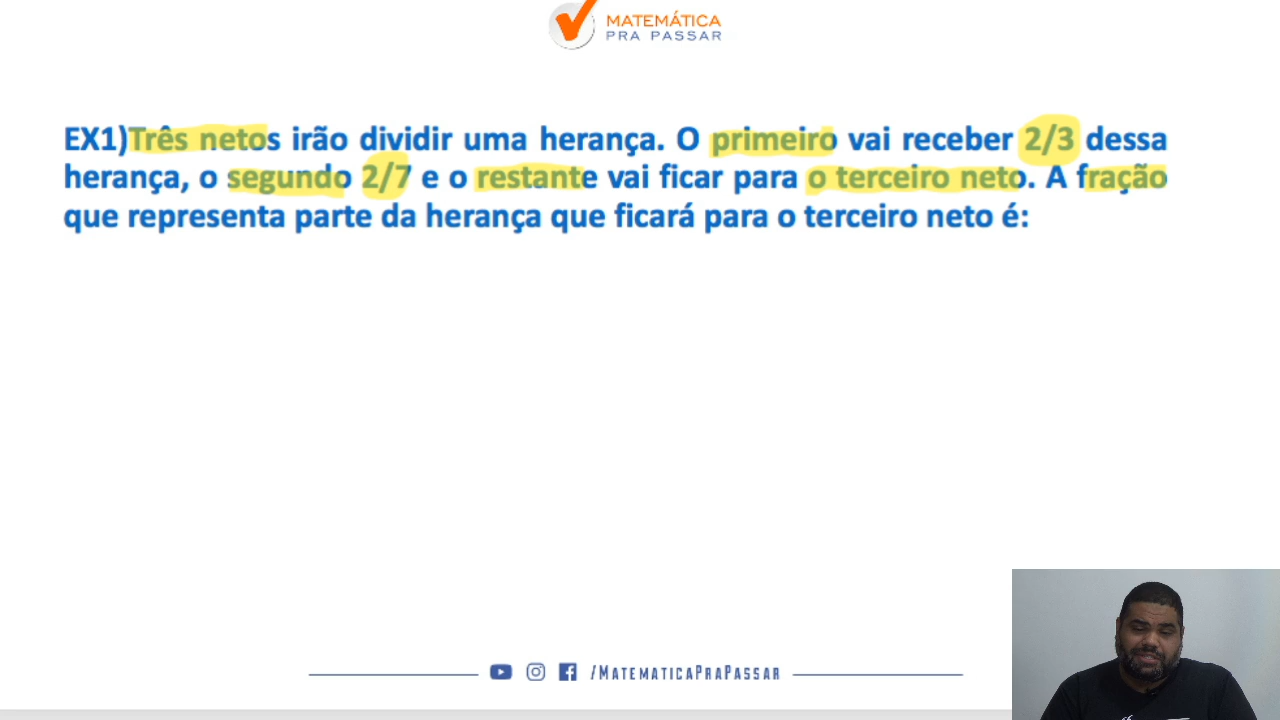 MATEMÁTICA
PRA PASSAR
EX1)Três netos irão dividir uma herança. O primeiro vai receber 2/3 dessa
herança, o segundo 2/7 e o restante vai ficar para o terceiro neto. A fração
que representa parte da herança que ficará para o terceiro neto é:
/MATEMATICAPRAPASSAR